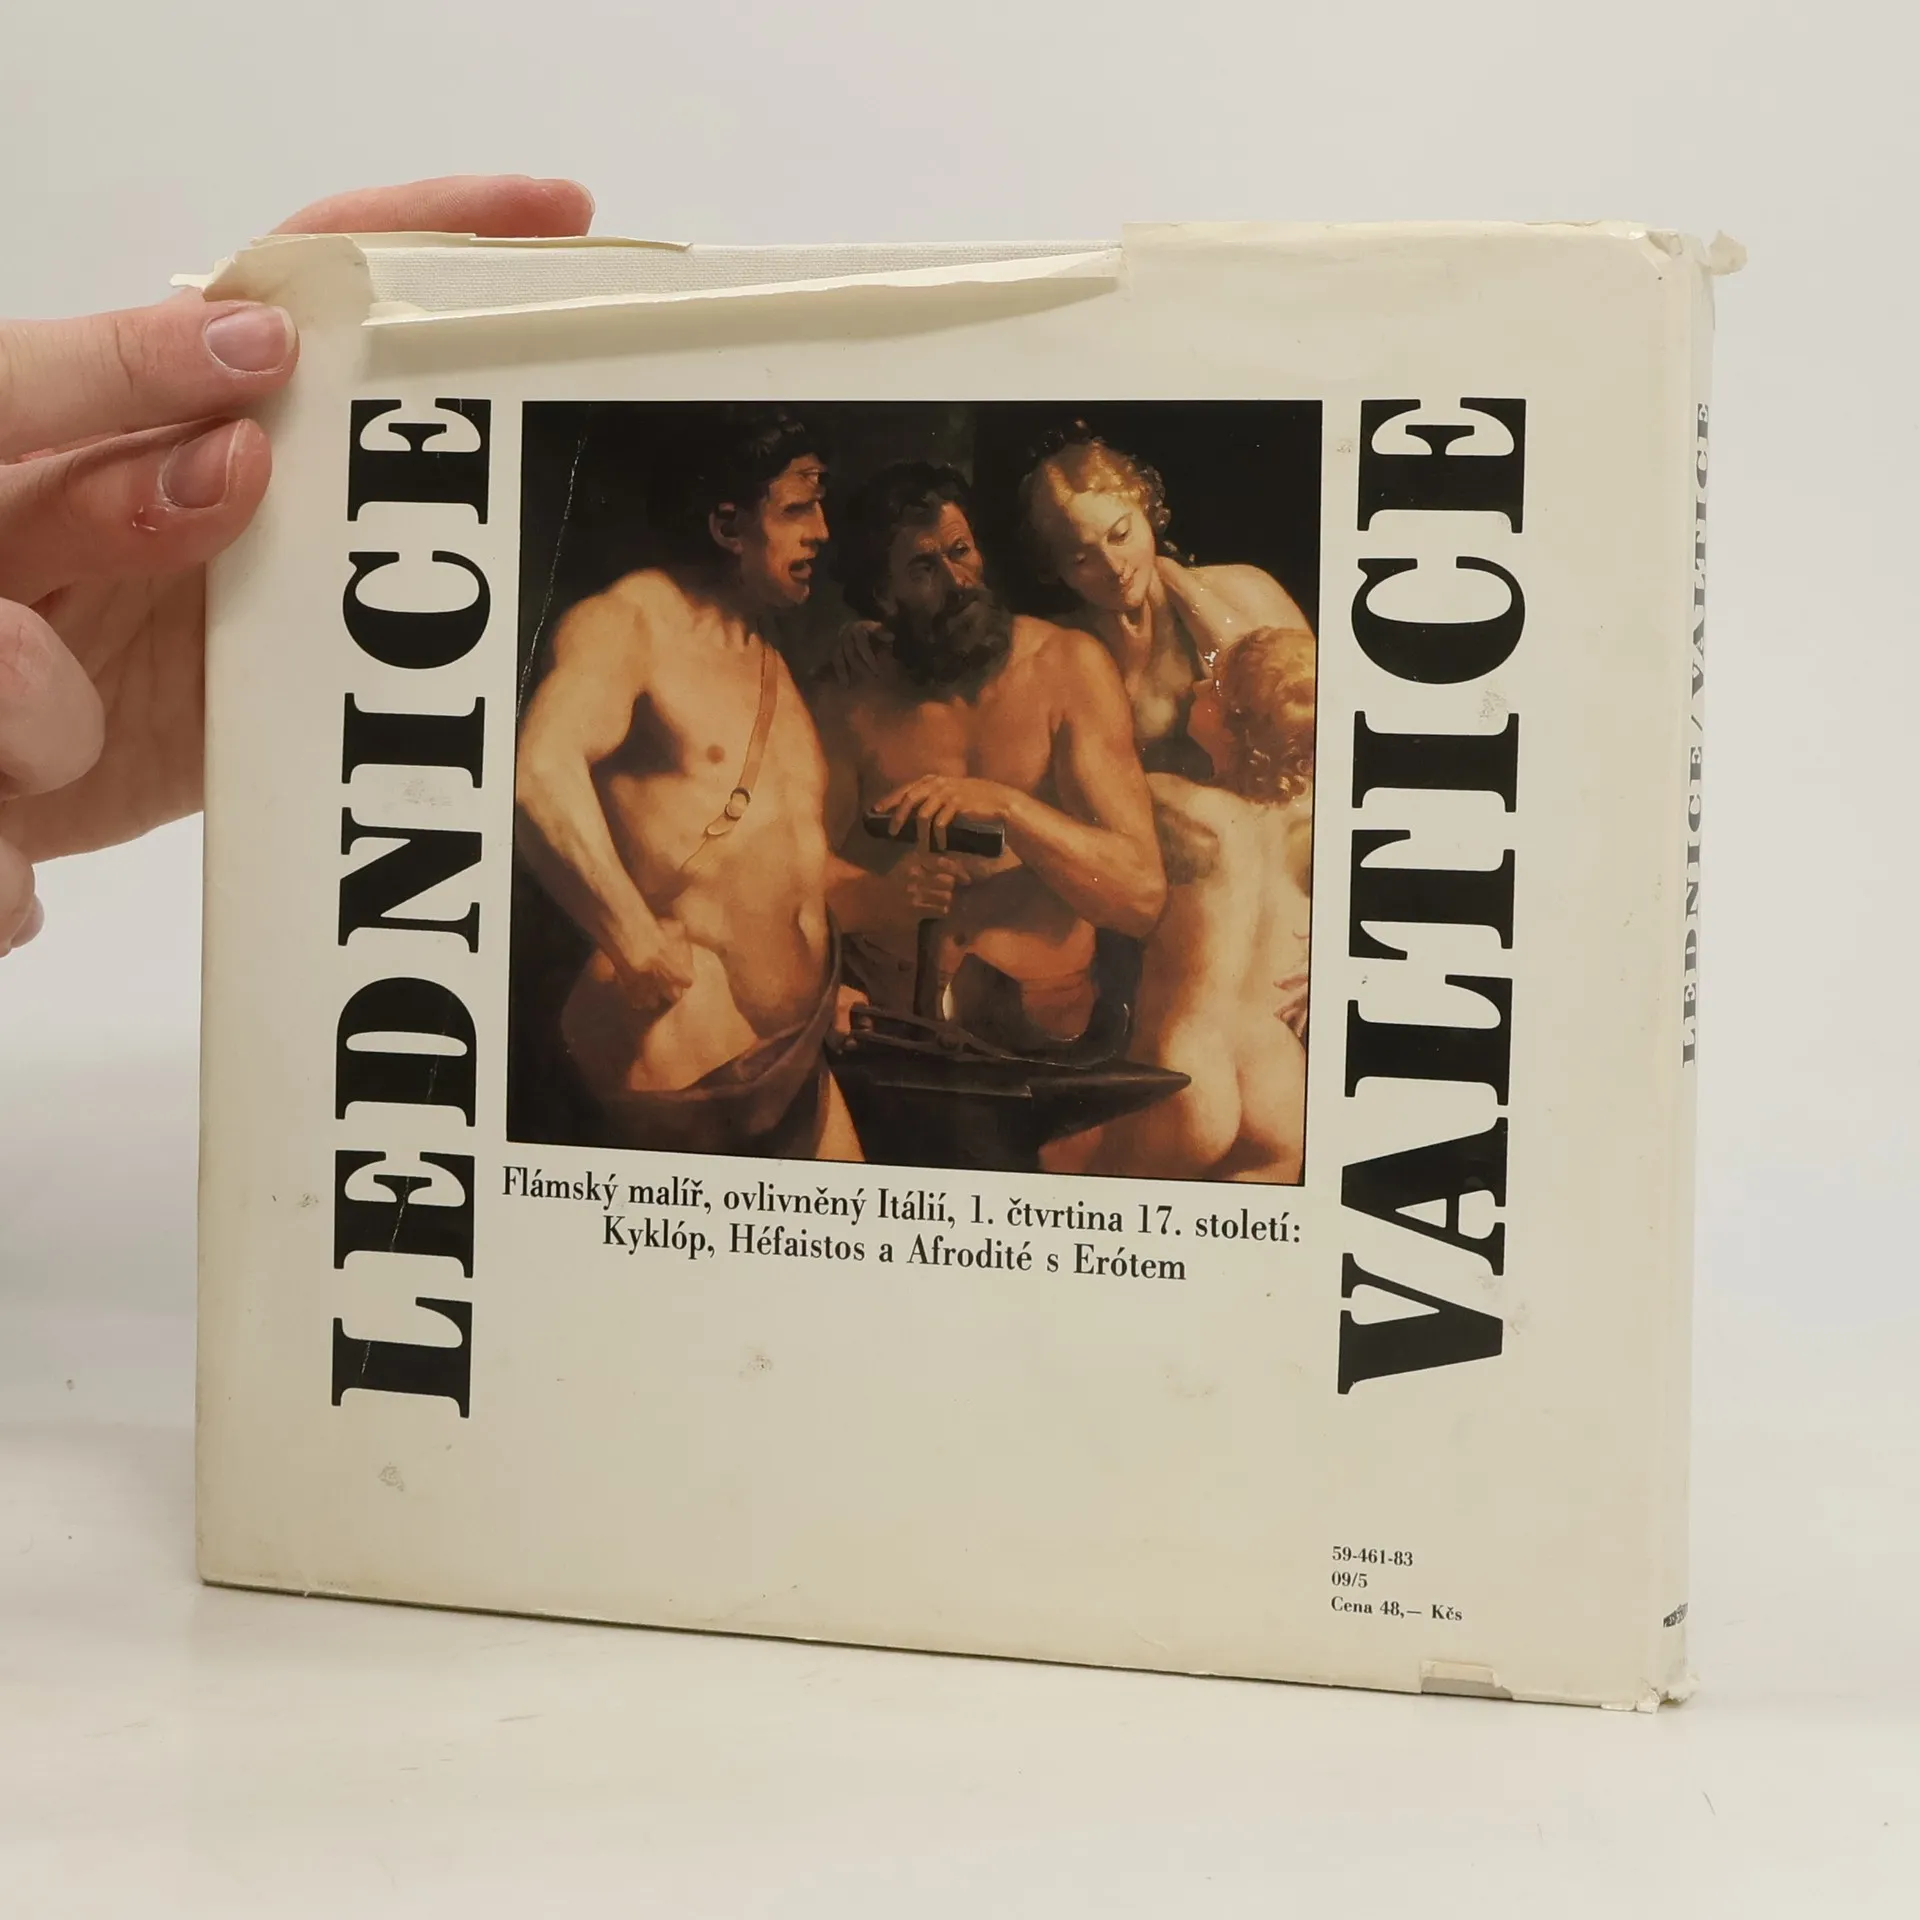 LEDNICE
VALTICE
Flámský malíř, ovlivněný Itálií, 1. čtvrtina 17. století:
Kyklóp, Héfaistos a Afrodité s Erótem
59-461-83
09/5
Cena 48,— Kčs
LEDNICE/VALTICE